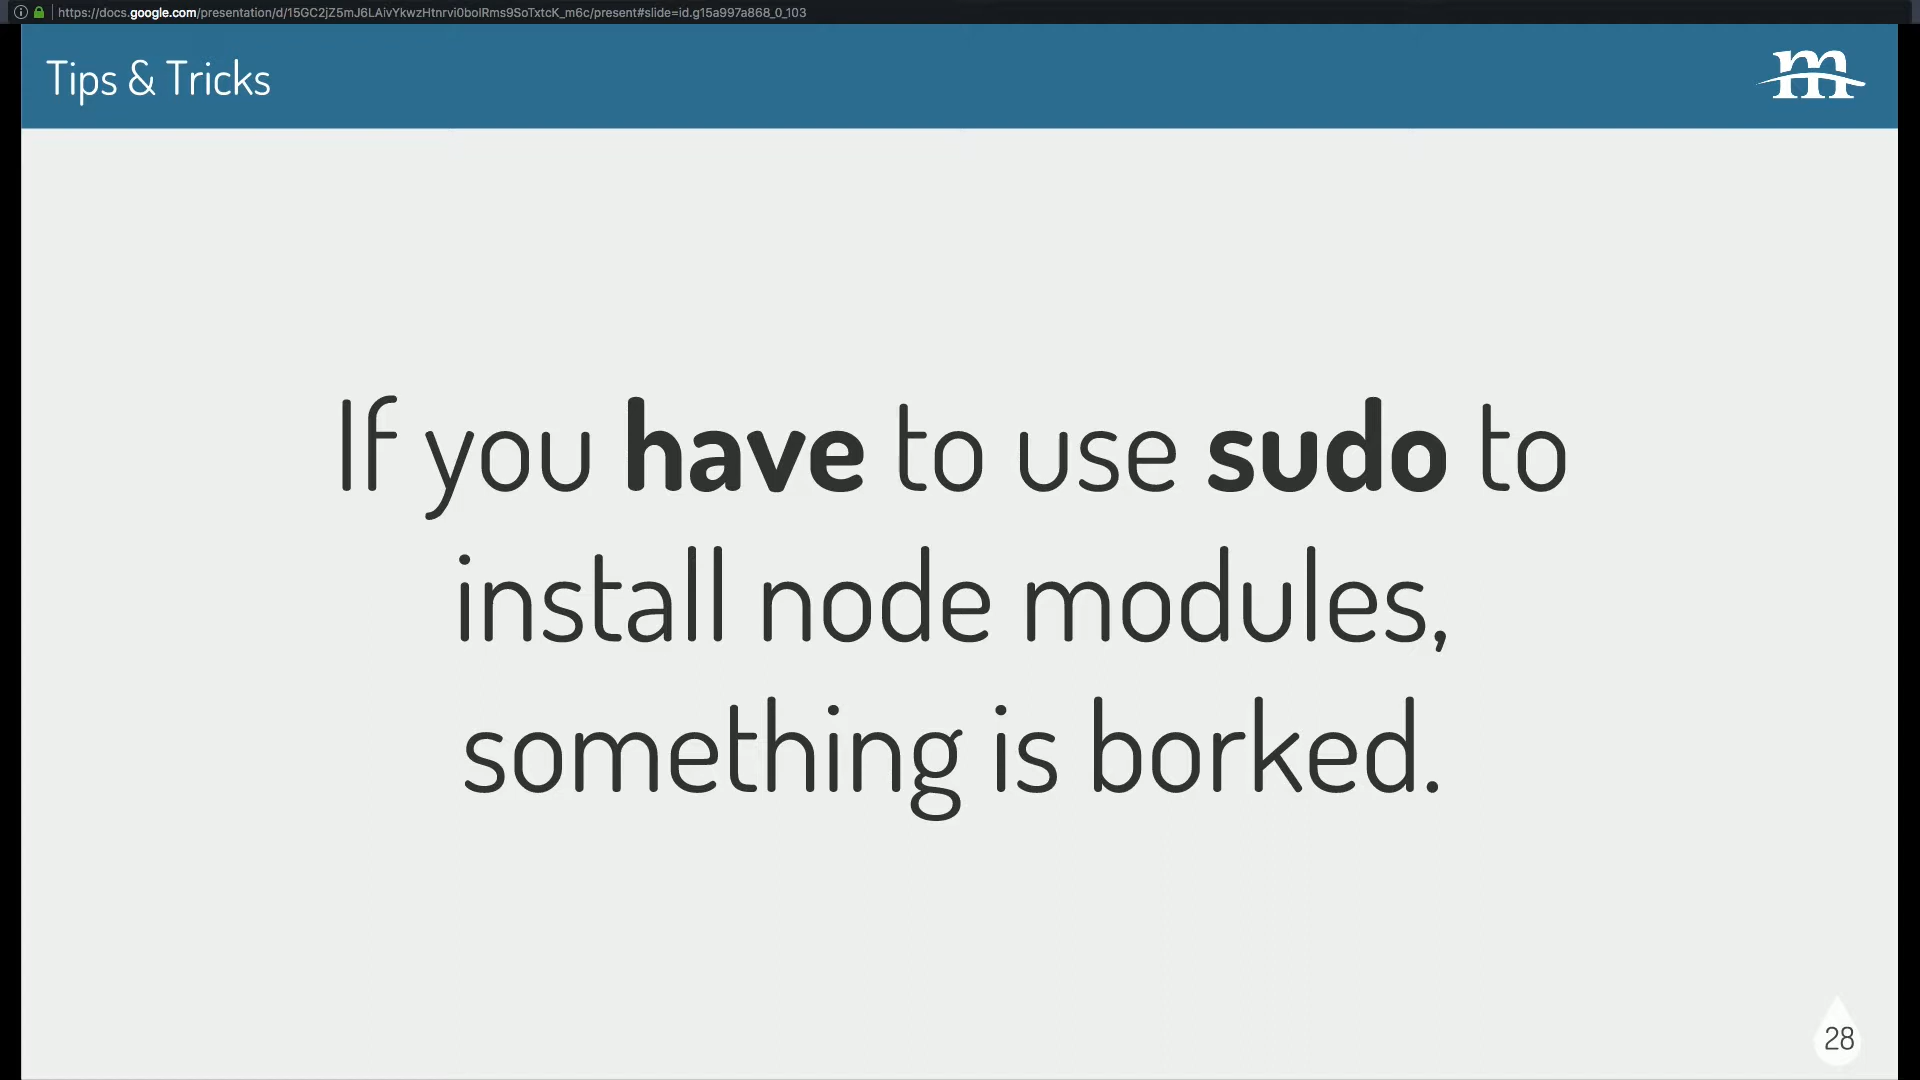 https://docs.google.com/presentation/d/15GC2jZ5mJ6LAivYkwzHtnrvi0bolRms9SoTxtcK_m6c/present#slide=id.g15a997a868_0_103
Tips & Tricks
m
If you have to use sudo to
install node modules,
something is borked.
28